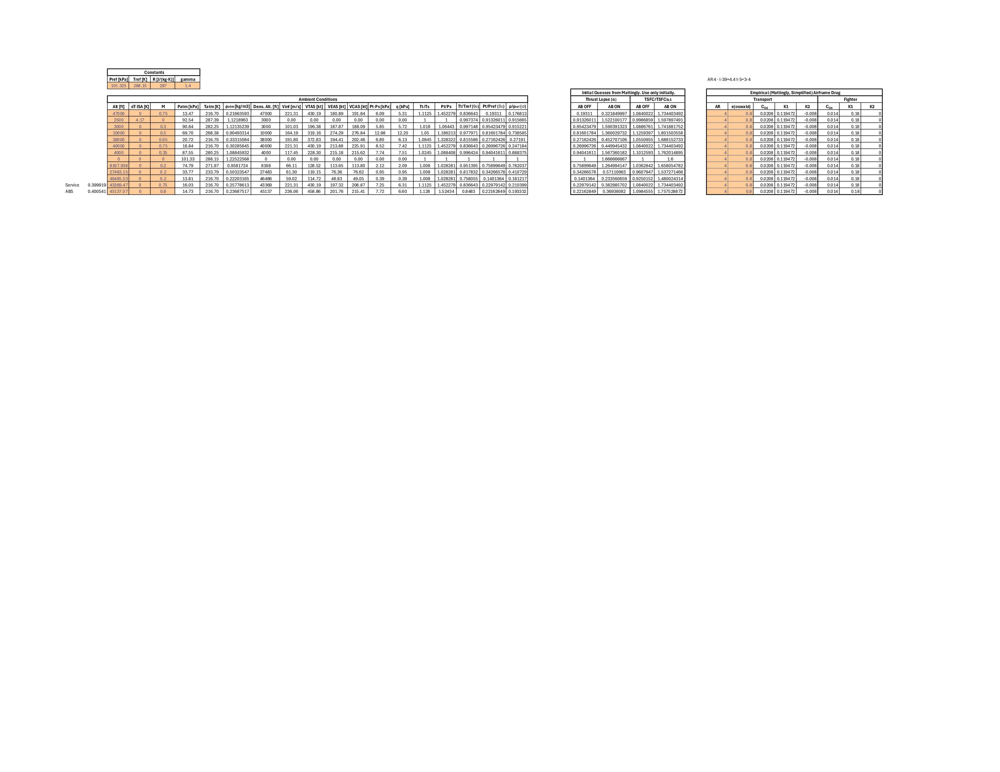 Constants
Pref [kPa] Tref [K] R [J/(kg-K)] gamma
AR 4 - l-39=4.4 t-5=3-4
101.325 288.15 287 1.4
Initial Guesses from Mattingly. Use only initially. Empirical (Mattingly, Simplified) Airframe Drag
Ambient Conditions Thrust Lapse (α) TSFC/TSFCSLS Transport Fighter
Alt [ft] dT ISA [K] M Patm [kPa] Tatm [K] ρatm [kg/m3] Dens. Alt. [ft] Vinf [m/s] VTAS [kt] VEAS [kt] VCAS [kt] Pt-Ps [kPa] q [kPa] Tt/Ts Pt/Ps Tt/Tref (θ0) Pt/Pref (δ0) ρ/ρref (σ) AB OFF AB ON AB OFF AB ON AR e(oswald) CD0 K1 K2 CD0 K1 K2
47000 0 0.75 13.47 216.70 0.21663593 47000 221.31 430.19 180.89 191.84 6.09 5.31 1.1125 1.452279 0.836643 0.19311 0.176813 0.19311 0.321849997 1.0840022 1.734403492 4 0.8 0.0208 0.119472 -0.008 0.014 0.18 0
2500 4.17 0 92.54 287.39 1.1218963 3000 0.00 0.00 0.00 0.00 0.00 0.00 1 1 0.997374 0.91326011 0.915665 0.91326011 1.522100177 0.9986859 1.597897491 4 0.8 0.0208 0.119472 -0.008 0.014 0.18 0
3000 0 0.3 90.84 282.25 1.12135239 3000 101.03 196.38 187.87 188.09 5.85 5.72 1.018 1.06443 0.997148 0.95423479 0.915221 0.95423479 1.590391323 1.0886761 1.741881752 4 0.8 0.0208 0.119472 -0.008 0.014 0.18 0
10000 0 0.5 69.70 268.38 0.90493314 10000 164.19 319.16 274.29 276.84 12.98 12.20 1.05 1.186213 0.977971 0.81601784 0.738585 0.81601784 1.360029732 1.1259397 1.801503558 4 0.8 0.0208 0.119472 -0.008 0.014 0.18 0
38000 0 0.65 20.72 216.70 0.33315084 38000 191.80 372.83 194.41 202.46 6.80 6.13 1.0845 1.328322 0.815586 0.27162426 0.27191 0.27162426 0.452707106 1.0550955 1.688152733 4 0.8 0.0208 0.119472 -0.008 0.014 0.18 0
40000 0 0.75 18.84 216.70 0.30285645 40000 221.31 430.19 213.88 225.91 8.52 7.42 1.1125 1.452279 0.836643 0.26996726 0.247184 0.26996726 0.449945432 1.0840022 1.734403492 4 0.8 0.0208 0.119472 -0.008 0.014 0.18 0
4000 0 0.35 87.55 280.25 1.08845932 4000 117.45 228.30 215.18 215.62 7.74 7.51 1.0245 1.088408 0.996424 0.94041611 0.888375 0.94041611 1.567360182 1.1012593 1.762014895 4 0.8 0.0208 0.119472 -0.008 0.014 0.18 0
0 0 0 101.33 288.15 1.22522568 0 0.00 0.00 0.00 0.00 0.00 0.00 1 1 1 1 1 1 1.666666667 1 1.6 4 0.8 0.0208 0.119472 -0.008 0.014 0.18 0
8167.938 0 0.2 74.79 271.97 0.9581724 8168 66.11 128.52 113.65 113.80 2.12 2.09 1.008 1.028281 0.951395 0.75899649 0.782037 0.75899649 1.264994147 1.0362842 1.658054782 4 0.8 0.0208 0.119472 -0.008 0.014 0.18 0
27483.15 0 0.2 33.77 233.79 0.50323547 27483 61.30 119.15 76.36 76.62 0.95 0.95 1.008 1.028281 0.817832 0.34266578 0.410729 0.34266578 0.57110963 0.9607947 1.537271466 4 0.8 0.0208 0.119472 -0.008 0.014 0.18 0
46485.53 0 0.2 13.81 216.70 0.22203165 46486 59.02 114.72 48.83 49.05 0.39 0.39 1.008 1.028281 0.758055 0.1401364 0.181217 0.1401364 0.233560659 0.9250152 1.480024314 4 0.8 0.0208 0.119472 -0.008 0.014 0.18 0
Service 0.399919 43369.47 0 0.75 16.03 216.70 0.25778613 43369 221.31 430.19 197.32 208.87 7.25 6.31 1.1125 1.452279 0.836643 0.22979142 0.210399 0.22979142 0.382985702 1.0840022 1.734403492 4 0.8 0.0208 0.119472 -0.008 0.014 0.18 0
ABS 0.400541 45137.07 0 0.8 14.73 216.70 0.23687517 45137 236.06 458.86 201.76 215.41 7.72 6.60 1.128 1.52434 0.8483 0.22162849 0.193332 0.22162849 0.36938082 1.0984555 1.757528872 4 0.8 0.0208 0.119472 -0.008 0.014 0.18 0